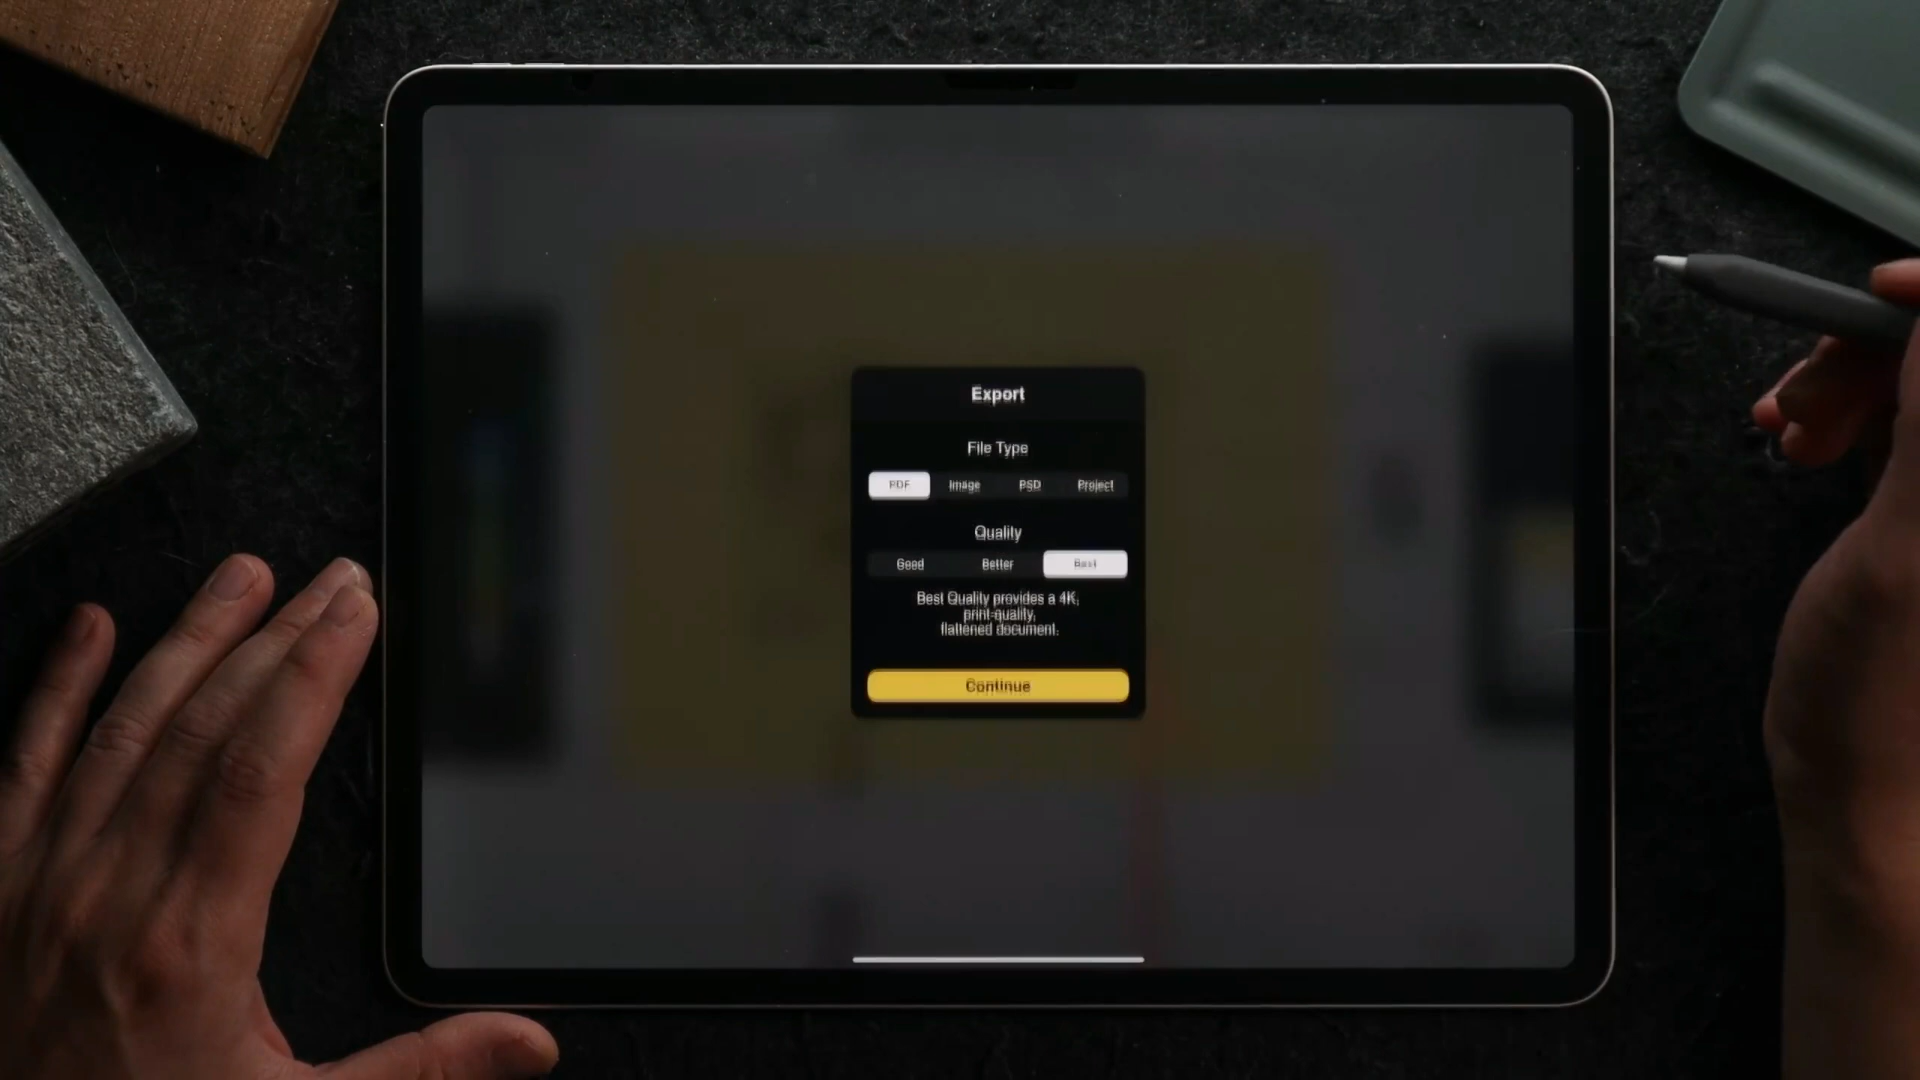 Export
File Type
PDF Image PSD Project
Quality
Good Better Best
Best Quality provides a 4K,
print-quality,
flattened document.
Continue